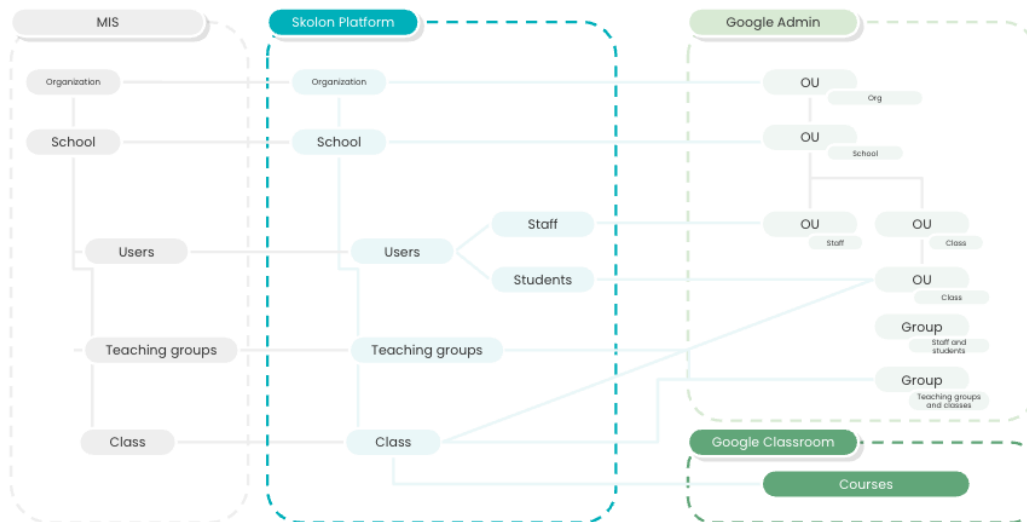 MIS
Skolon Platform
Google Admin
Organization
Organization
OU
Org
School
School
OU
School
Users
Users
Staff
Students
OU
Staff
OU
Class
OU
Class
Group
Staff and
students
Teaching groups
Teaching groups
Group
Teaching groups
and classes
Class
Class
Google Classroom
Courses